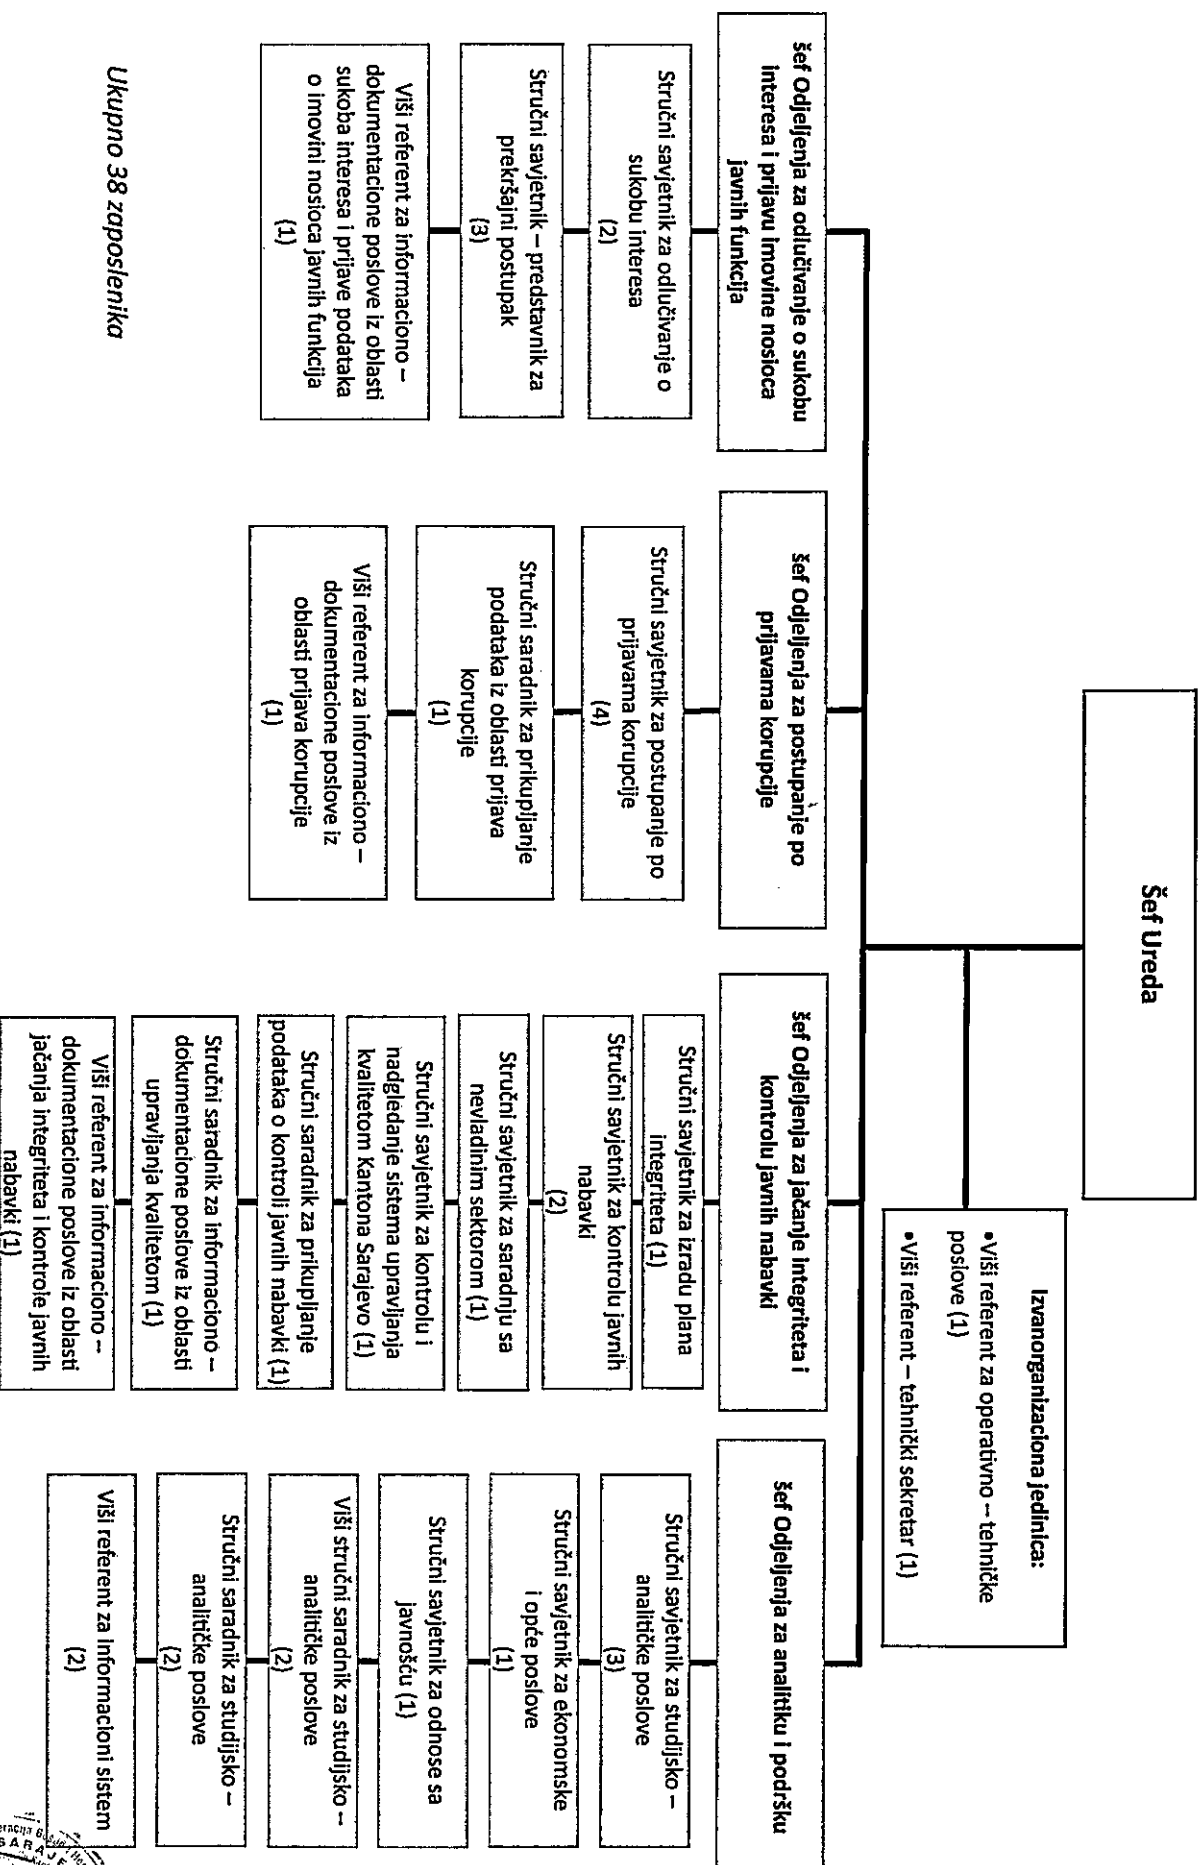 Šef Ureda
Izvanorganizaciona jedinica:
•Viši referent za operativno – tehničke
poslove (1)
•Viši referent – tehnički sekretar (1)
šef Odjeljenja za odlučivanje o sukobu
interesa i prijavu imovine nosioca
javnih funkcija
Stručni savjetnik za odlučivanje o
sukobu interesa
(2)
Stručni savjetnik – predstavnik za
prekršajni postupak
(3)
Viši referent za informaciono –
dokumentacione poslove iz oblasti
sukoba interesa i prijave podataka
o imovini nosioca javnih funkcija
(1)
šef Odjeljenja za postupanje po
prijavama korupcije
Stručni savjetnik za postupanje po
prijavama korupcije
(4)
Stručni saradnik za prikupljanje
podataka iz oblasti prijava
korupcije
(1)
Viši referent za informaciono –
dokumentacione poslove iz
oblasti prijava korupcije
(1)
šef Odjeljenja za jačanje integriteta i
kontrolu javnih nabavki
Stručni savjetnik za izradu plana
integriteta (1)
Stručni savjetnik za kontrolu javnih
nabavki
(2)
Stručni savjetnik za saradnju sa
nevladinim sektorom (1)
Stručni savjetnik za kontrolu i
nadgledanje sistema upravljanja
kvalitetom Kantona Sarajevo (1)
Stručni saradnik za prikupljanje
podataka o kontroli javnih nabavki (1)
Stručni saradnik za informaciono –
dokumentacione poslove iz oblasti
upravljanja kvalitetom (1)
Viši referent za informaciono –
dokumentacione poslove iz oblasti
jačanja integriteta i kontrole javnih
nabavki (1)
šef Odjeljenja za analitiku i podršku
Stručni savjetnik za studijsko –
analitičke poslove
(3)
Stručni savjetnik za ekonomske
i opće poslove
(1)
Stručni savjetnik za odnose sa
javnošću (1)
Viši stručni saradnik za studijsko –
analitičke poslove
(2)
Stručni saradnik za studijsko –
analitičke poslove
(2)
Viši referent za informacioni sistem
(2)
Ukupno 38 zaposlenika